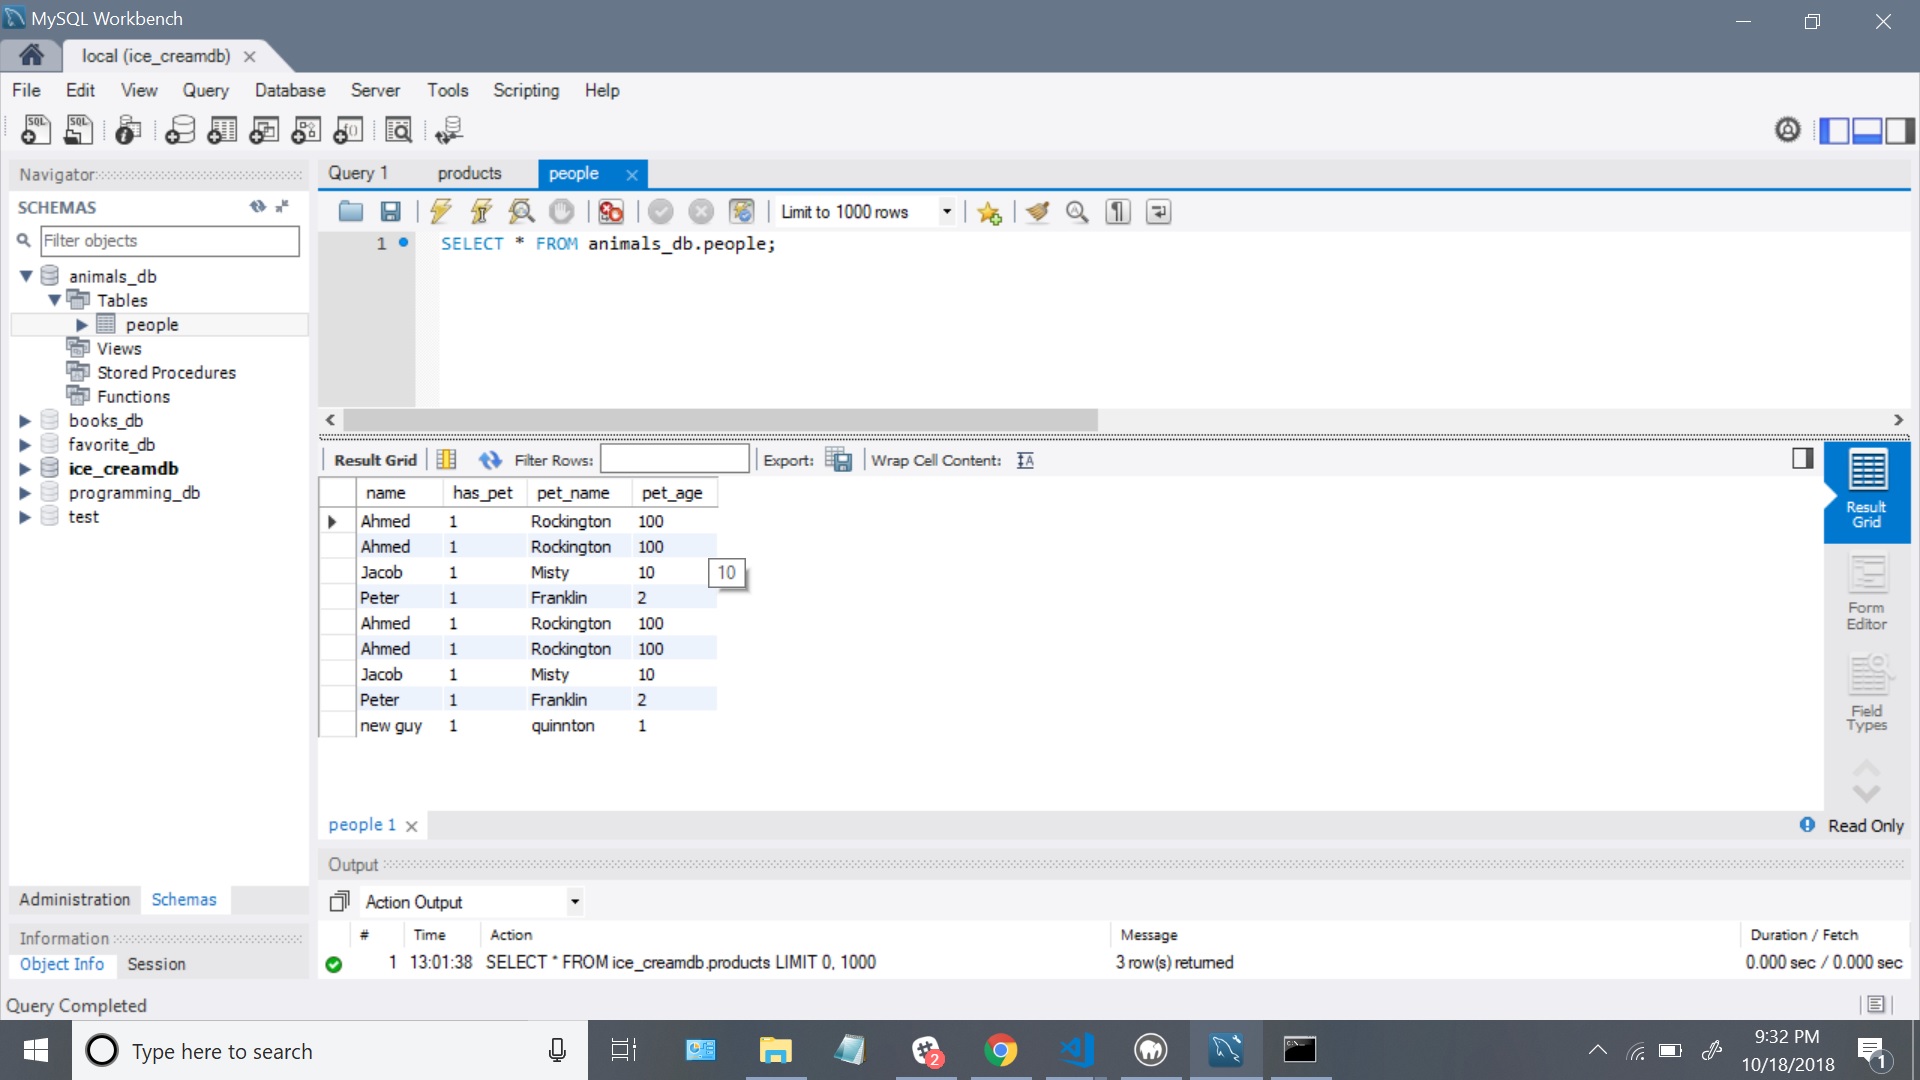 MySQL Workbench
local (ice_creamdb)
File Edit View Query Database Server Tools Scripting Help
SQL SQL
Navigator
SCHEMAS
Filter objects
animals_db
Tables
people
Views
Stored Procedures
Functions
books_db
favorite_db
ice_creamdb
programming_db
test
Administration Schemas
Information
Object Info Session
Query 1 products people
Limit to 1000 rows
1 SELECT * FROM animals_db.people;
Result Grid Filter Rows: Export: Wrap Cell Content:
name has_pet pet_name pet_age
Ahmed 1 Rockington 100
Ahmed 1 Rockington 100
Jacob 1 Misty 10
10
Peter 1 Franklin 2
Ahmed 1 Rockington 100
Ahmed 1 Rockington 100
Jacob 1 Misty 10
Peter 1 Franklin 2
new guy 1 quinnton 1
Result
Grid
Form
Editor
Field
Types
people 1
Read Only
Output
Action Output
# Time Action Message Duration / Fetch
1 13:01:38 SELECT * FROM ice_creamdb.products LIMIT 0, 1000 3 row(s) returned 0.000 sec / 0.000 sec
Query Completed
Type here to search
2
9:32 PM
10/18/2018
1